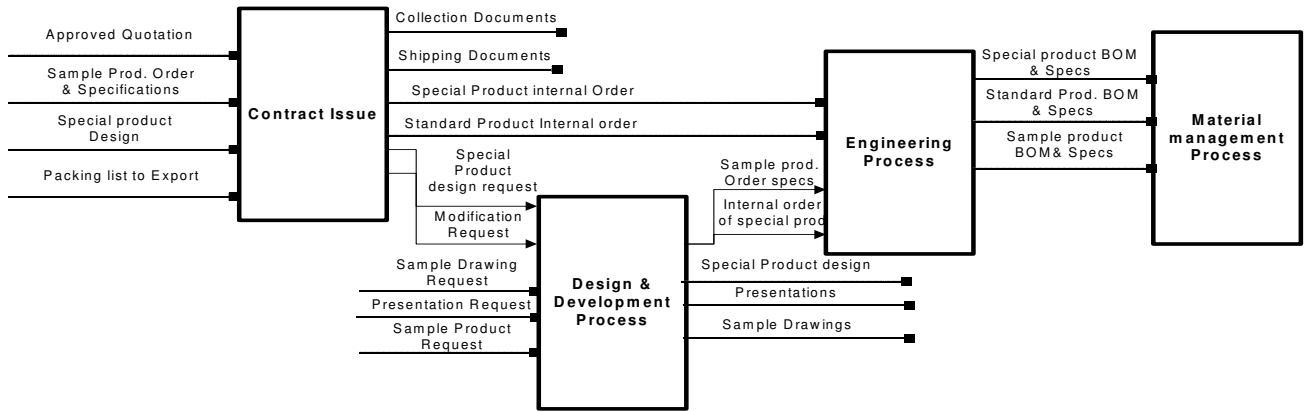 Approved Quotation
Sample Prod. Order
& Specifications
Special product
Design
Packing list to Export
Contract Issue
Collection Documents
Shipping Documents
Special Product internal Order
Standard Product Internal order
Special
Product
design request
Modification
Request
Sample Drawing
Request
Presentation Request
Sample Product
Request
Design &
Development
Process
Sample prod.
Order specs
Internal order
of special prod
Special Product design
Presentations
Sample Drawings
Engineering
Process
Special product BOM
& Specs
Standard Prod. BOM
& Specs
Sample product
BOM& Specs
Material
management
Process